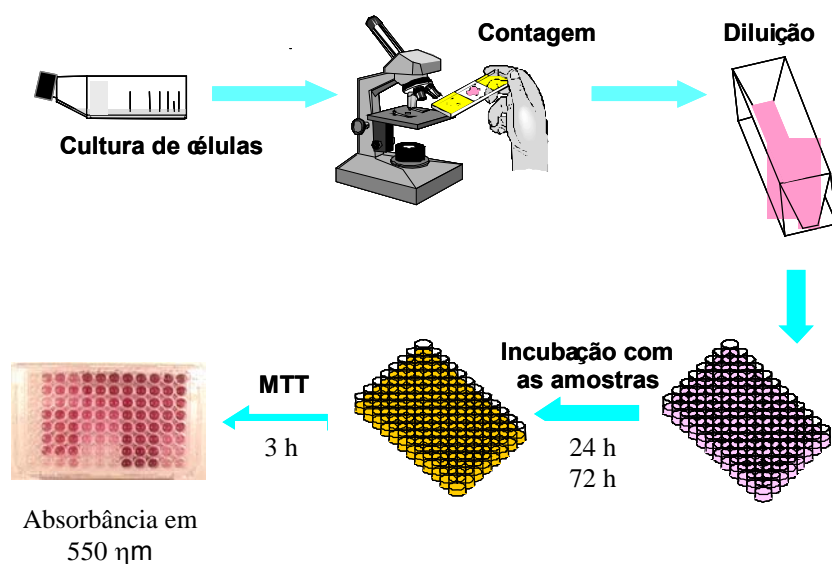 Contagem
Diluição
Cultura de células
Incubação com
as amostras
MTT
3 h
24 h
72 h
Absorbância em
550 ηm